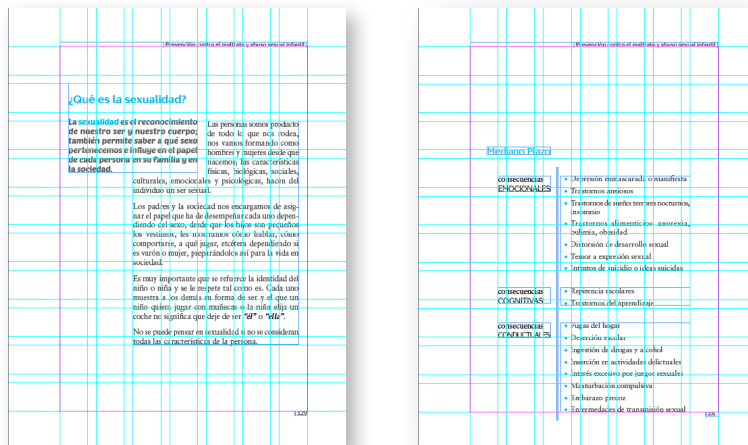 Prevención contra el maltrato y abuso sexual infantil
¿Qué es la sexualidad?
La sexualidad es el reconocimiento
de nuestro ser y nuestro cuerpo;
también permite saber a qué sexo
pertenecemos e influye en el papel
de cada persona en su familia y en
la sociedad.
Las personas somos producto
de todo lo que nos rodea,
nos vamos formando como
hombres y mujeres desde que
nacemos; las características
físicas, biológicas, sociales,
culturales, emocionales y psicológicas, hacen del
individuo un ser sexual.
Los padres y la sociedad nos encargamos de asig-
nar el papel que ha de desempeñar cada uno depen-
diendo del sexo, desde que los hijos son pequeños
los vestimos, les mostramos cómo hablar, cómo
comportarse, a qué jugar, etcétera dependiendo si
es varón o mujer, preparándolos así para la vida en
sociedad.
Es muy importante que se refuerce la identidad del
niño o niña y se le respete tal como es. Cada uno
muestra a los demás su forma de ser y el que un
niño quiera jugar con muñecas o la niña elija un
coche no significa que deje de ser "él" o "ella".
No se puede pensar en sexualidad si no se consideran
todas las características de la persona.
Prevención contra el maltrato y abuso sexual infantil
Mediano Plazo
consecuencias
EMOCIONALES
• Depresión enmascarada o manifiesta
• Trastornos ansiosos
• Trastornos de sueño: terrores nocturnos,
insomnio
• Trastornos alimenticios: anorexia,
bulimia, obesidad
• Distorsión de desarrollo sexual
• Temor a expresión sexual
• Intentos de suicidio o ideas suicidas
consecuencias
COGNITIVAS
• Repitencia escolares
• Trastornos del aprendizaje
consecuencias
CONDUCTUALES
• Fugas del hogar
• Deserción escolar
• Ingestión de drogas y alcohol
• Inserción en actividades delictuales
• Interés excesivo por juegos sexuales
• Masturbación compulsiva
• Embarazo precoz
• Enfermedades de transmisión sexual